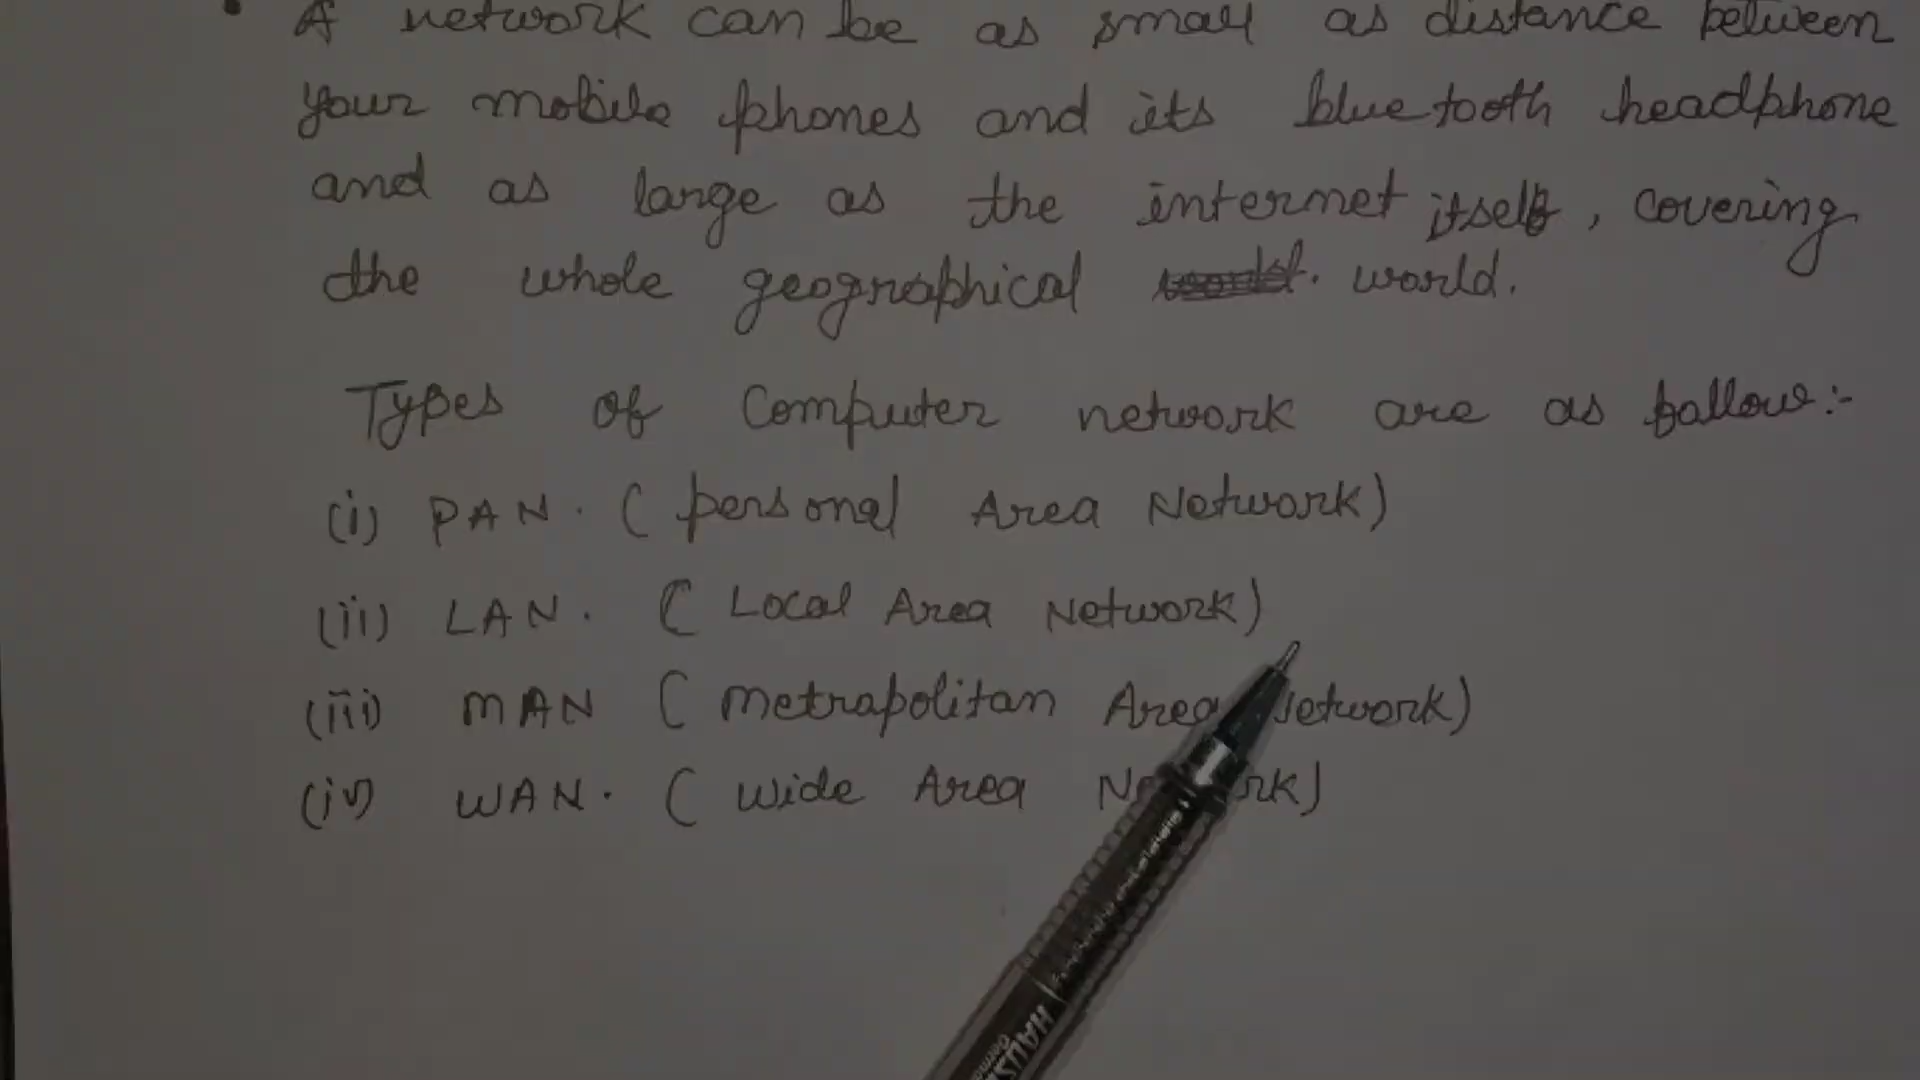 • A network can be as small as distance between
your mobile phones and its bluetooth headphone
and as large as the internet itself, covering
the whole geographical world.
Types of Computer network are as follow:-
(i) PAN. (personal Area Network)
(ii) LAN. (Local Area Network)
(iii) MAN (Metrapolitan Area Network)
(iv) WAN. (Wide Area Network)
HAUS